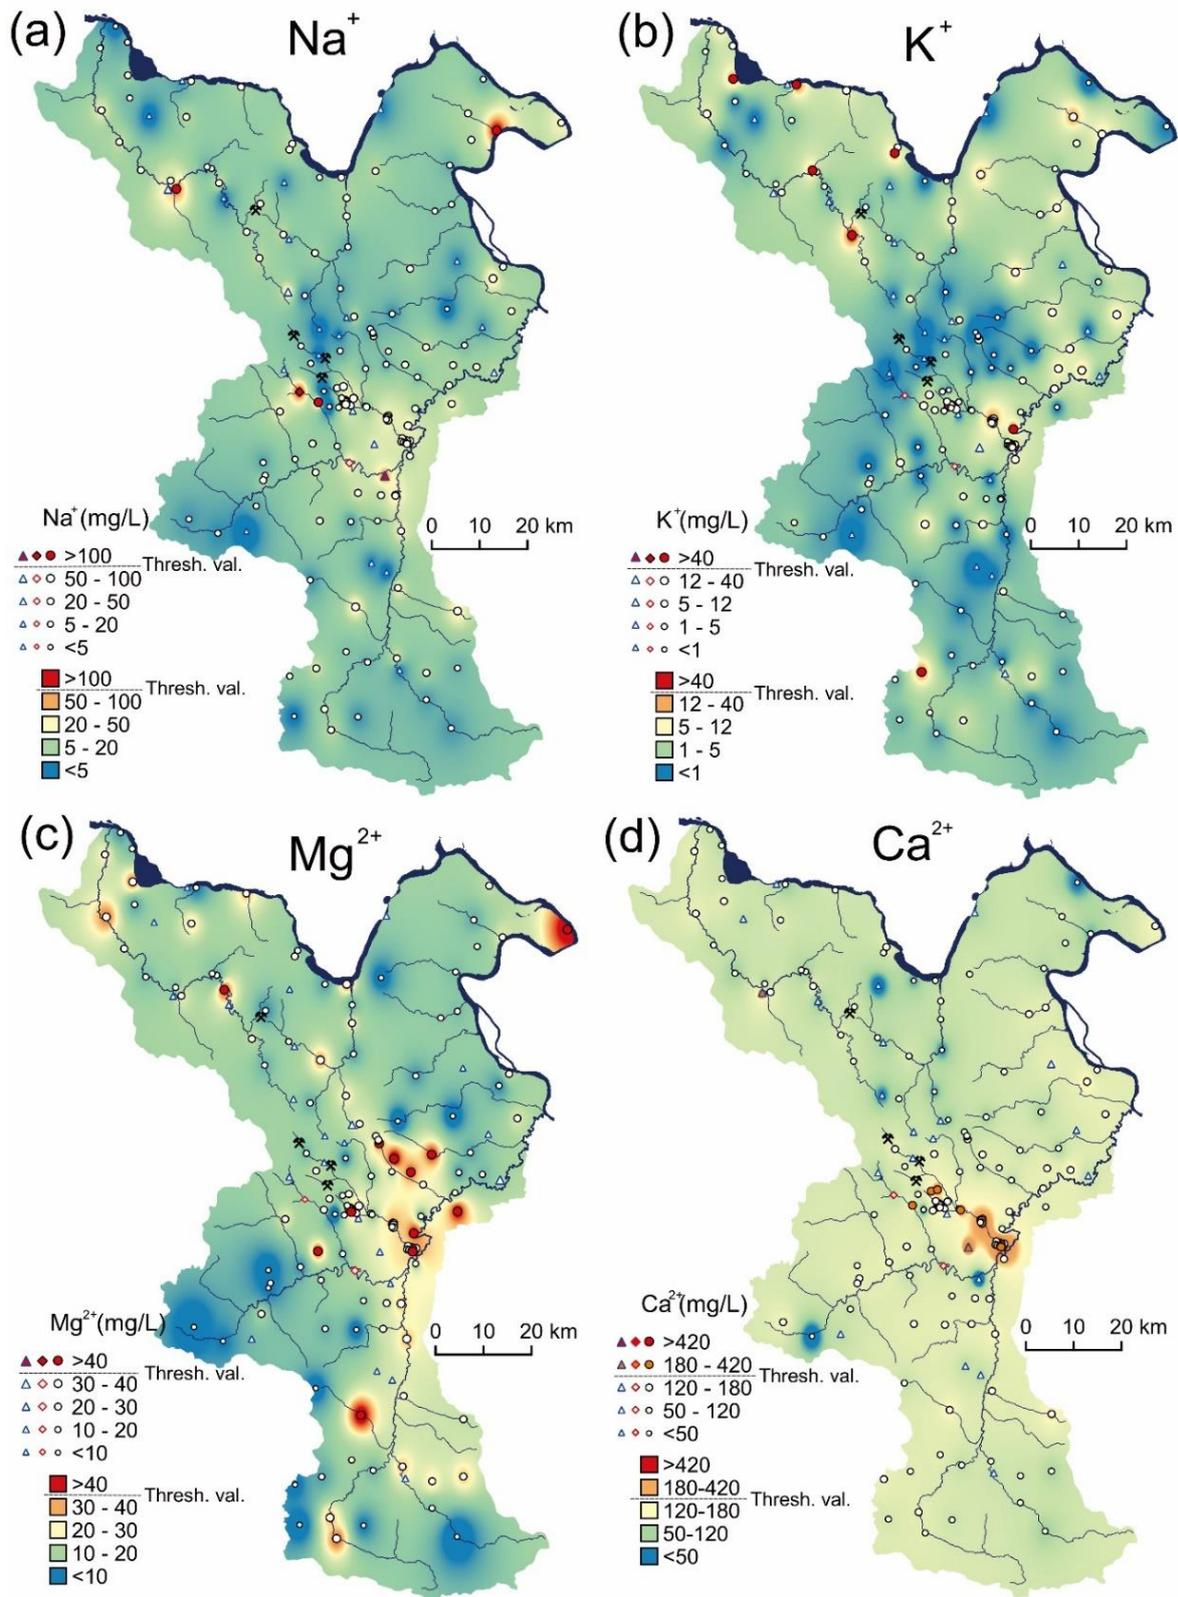 (a) Na+
Na+(mg/L)
>100
Thresh. val.
50 - 100
20 - 50
5 - 20
<5
>100
Thresh. val.
50 - 100
20 - 50
5 - 20
<5
0 10 20 km
(b) K+
K+(mg/L)
>40
Thresh. val.
12 - 40
5 - 12
1 - 5
<1
>40
Thresh. val.
12 - 40
5 - 12
1 - 5
<1
0 10 20 km
(c) Mg2+
Mg2+(mg/L)
>40
Thresh. val.
30 - 40
20 - 30
10 - 20
<10
>40
Thresh. val.
30 - 40
20 - 30
10 - 20
<10
0 10 20 km
(d) Ca2+
Ca2+(mg/L)
>420
180 - 420
Thresh. val.
120 - 180
50 - 120
<50
>420
180-420
Thresh. val.
120-180
50-120
<50
0 10 20 km